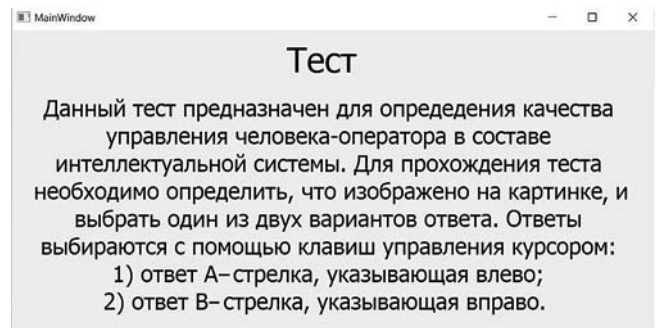 MainWindow
Тест
Данный тест предназначен для опредедения качества
управления человека-оператора в составе
интеллектуальной системы. Для прохождения теста
необходимо определить, что изображено на картинке, и
выбрать один из двух вариантов ответа. Ответы
выбираются с помощью клавиш управления курсором:
1) ответ А–стрелка, указывающая влево;
2) ответ В–стрелка, указывающая вправо.